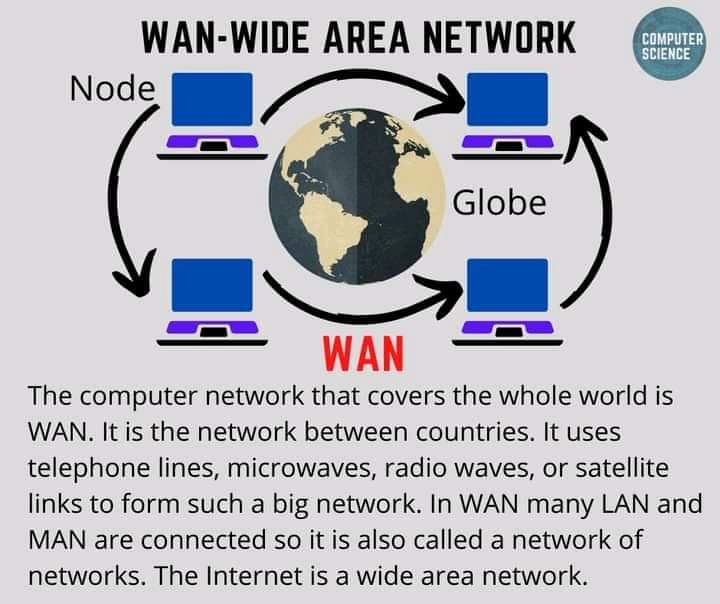 WAN-WIDE AREA NETWORK
COMPUTER
SCIENCE
Node
Globe
WAN
The computer network that covers the whole world is
WAN. It is the network between countries. It uses
telephone lines, microwaves, radio waves, or satellite
links to form such a big network. In WAN many LAN and
MAN are connected so it is also called a network of
networks. The Internet is a wide area network.